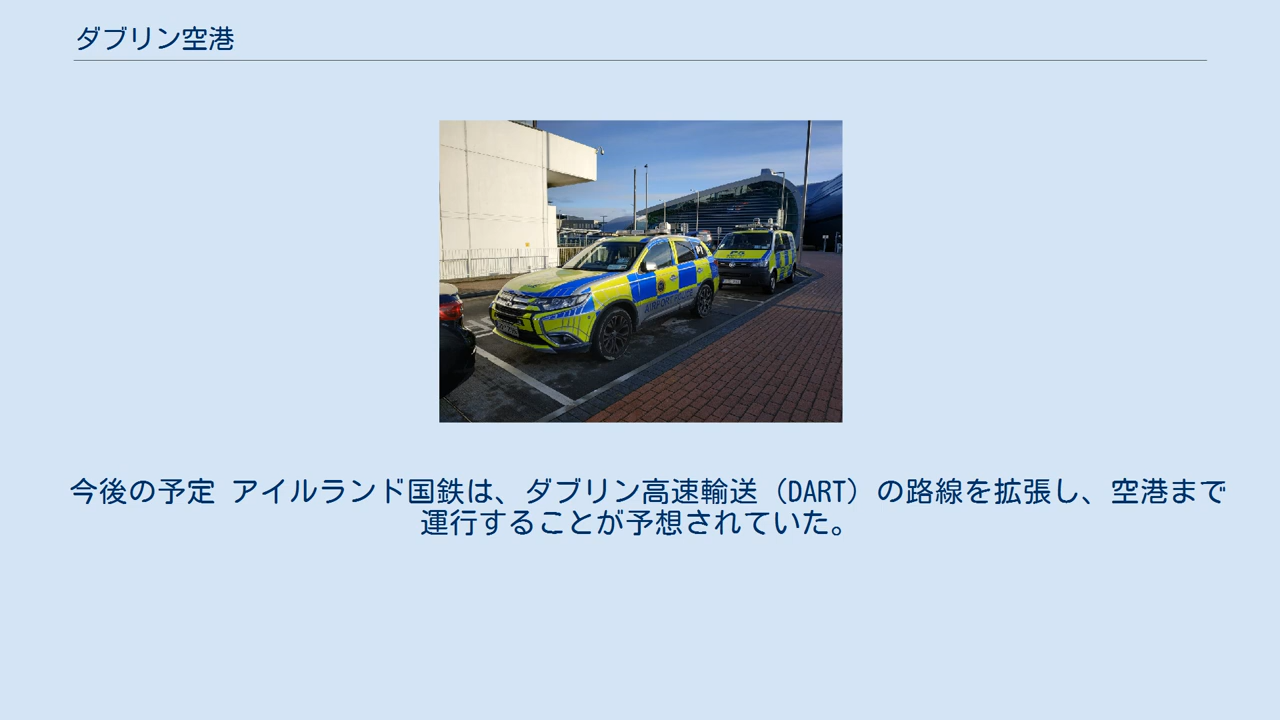 ダブリン空港
AIRPORT
今後の予定 アイルランド国鉄は、ダブリン高速輸送（DART）の路線を拡張し、空港まで
運行することが予想されていた。